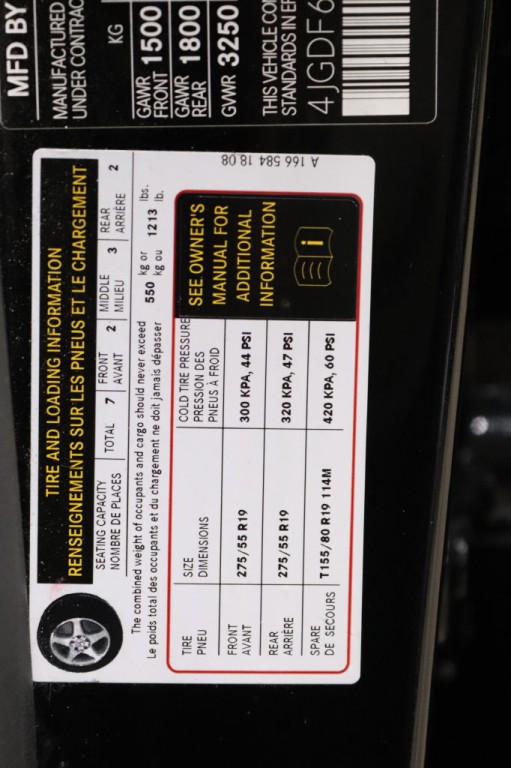 MFD BY
MANUFACTURED
UNDER CONTRAC
KG
GAWR FRONT 1500
GAWR REAR 1800
GVWR 3250
THIS VEHICLE CO
STANDARDS IN EF
4JGDF6
TIRE AND LOADING INFORMATION
RENSEIGNEMENTS SUR LES PNEUS ET LE CHARGEMENT
SEATING CAPACITY
NOMBRE DE PLACES
TOTAL 7
FRONT
AVANT 2
MIDDLE
MILIEU 3
REAR
ARRIÈRE 2
The combined weight of occupants and cargo should never exceed 550 kg or 1213 lbs.
Le poids total des occupants et du chargement ne doit jamais dépasser kg ou lb.
TIRE
PNEU
SIZE
DIMENSIONS
COLD TIRE PRESSURE
PRESSION DES
PNEUS À FROID
FRONT
AVANT
275/55 R19
300 KPA, 44 PSI
REAR
ARRIÈRE
275/55 R19
320 KPA, 47 PSI
SPARE
DE SECOURS
T155/80 R19 114M
420 KPA, 60 PSI
SEE OWNER'S
MANUAL FOR
ADDITIONAL
INFORMATION
i
A 166 584 18 08